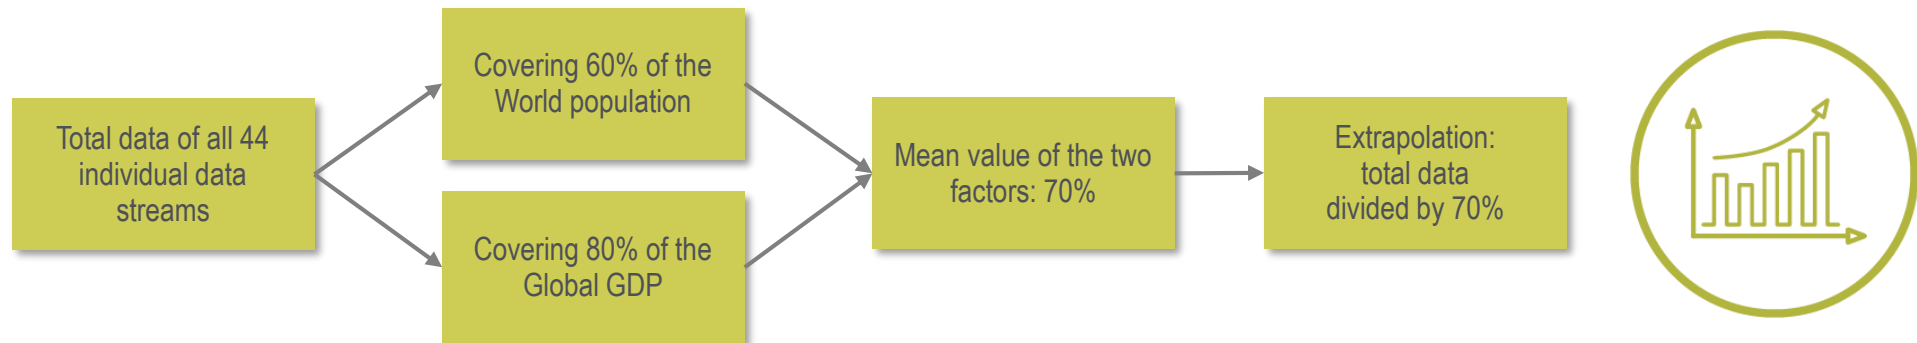 Total data of all 44
individual data
streams
Covering 60% of the
World population
Covering 80% of the
Global GDP
Mean value of the two
factors: 70%
Extrapolation:
total data
divided by 70%